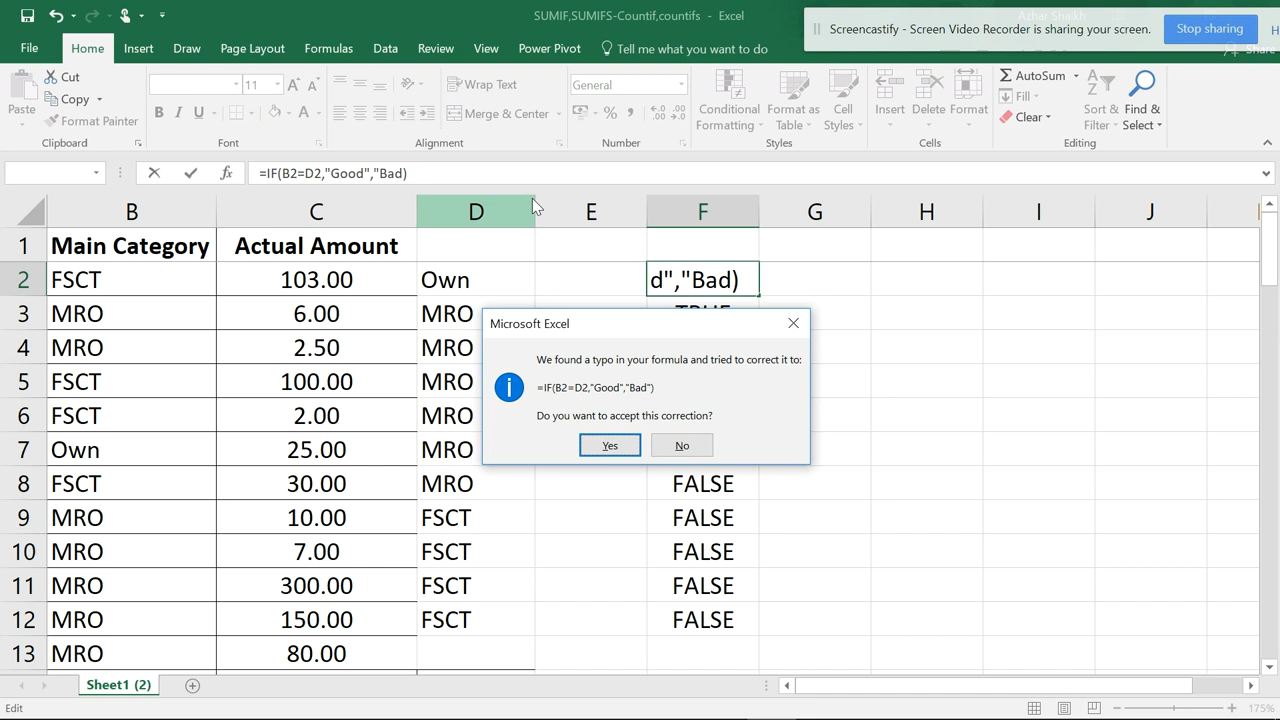 SUMIF,SUMIFS-Countif,countifs - Excel
Azhar Shaikh
Screencastify - Screen Video Recorder is sharing your screen.
Stop sharing
H
File Home Insert Draw Page Layout Formulas Data Review View Power Pivot Tell me what you want to do
Share
Paste
Cut
Copy
Format Painter
Clipboard
11
A A
B I U A
Font
Wrap Text
Merge & Center
Alignment
General
% ,
Number
Conditional Formatting
Format as Table
Cell Styles
Styles
Insert Delete Format
Cells
AutoSum
Fill
Clear
Sort & Filter
Find & Select
Editing
fx =IF(B2=D2,"Good","Bad)
B C D E F G H I J
1 Main Category Actual Amount
2 FSCT 103.00 Own d","Bad)
3 MRO 6.00 MRO TRUE
4 MRO 2.50 MRO
5 FSCT 100.00 MRO
6 FSCT 2.00 MRO
7 Own 25.00 MRO
8 FSCT 30.00 MRO FALSE
9 MRO 10.00 FSCT FALSE
10 MRO 7.00 FSCT FALSE
11 MRO 300.00 FSCT FALSE
12 MRO 150.00 FSCT FALSE
13 MRO 80.00
Microsoft Excel
We found a typo in your formula and tried to correct it to:
=IF(B2=D2,"Good","Bad")
Do you want to accept this correction?
Yes No
Sheet1 (2)
Edit
175%